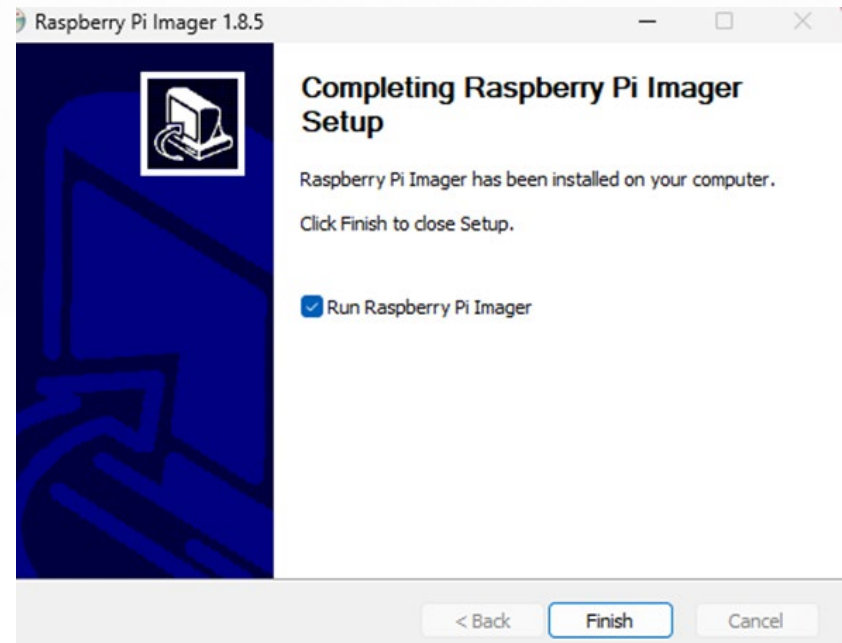 Raspberry Pi Imager 1.8.5
Completing Raspberry Pi Imager
Setup
Raspberry Pi Imager has been installed on your computer.
Click Finish to close Setup.
Run Raspberry Pi Imager
< Back
Finish
Cancel